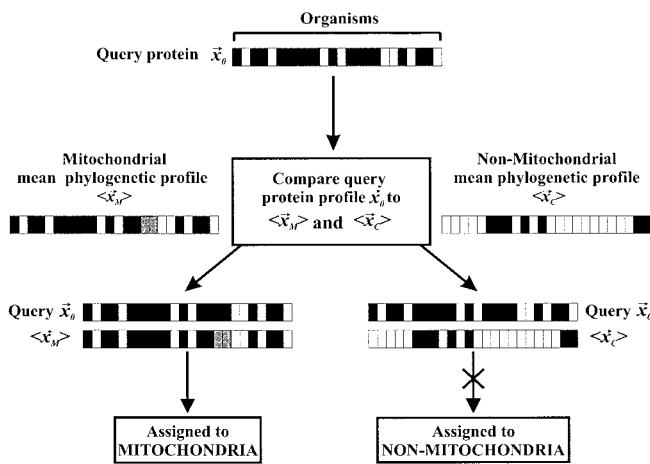 Organisms
Query protein x⃗₀
Mitochondrial
mean phylogenetic profile
<x⃗M>
Compare query
protein profile x⃗₀ to
<x⃗M> and <x⃗C>
Non-Mitochondrial
mean phylogenetic profile
<x⃗C>
Query x⃗₀
<x⃗M>
Query x⃗₀
<x⃗C>
Assigned to
MITOCHONDRIA
Assigned to
NON-MITOCHONDRIA